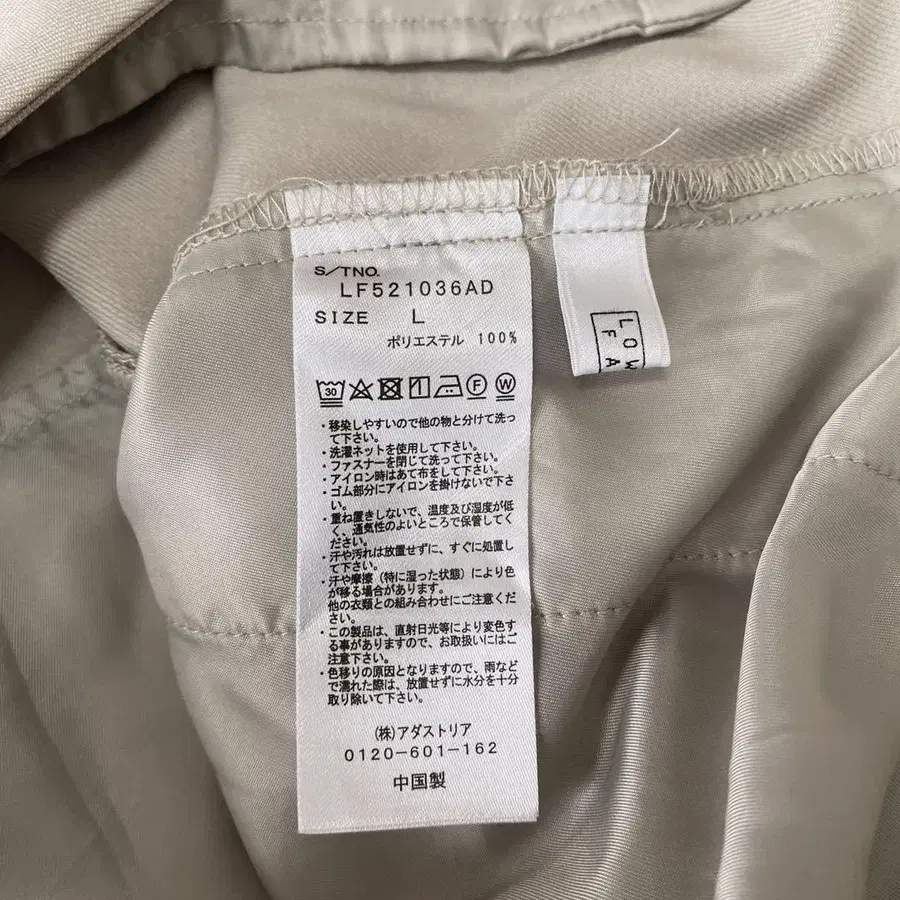 S/TNO.
LF521036AD
SIZE L
ポリエステル 100%
30
F
W
・移染しやすいので他の物と分けて洗っ
て下さい。
・洗濯ネットを使用して下さい。
・ファスナーを閉じて洗って下さい。
・アイロン時はあて布をして下さい。
・ゴム部分にアイロンを掛けないで下さ
い。
・重ね置きしないで、温度及び湿度が低
く、通気性のよいところで保管してく
ださい。
・汗や汚れは放置せずに、すぐに処置し
て下さい。
・汗や摩擦（特に湿った状態）により色
が移る場合があります。
他の衣類との組み合わせにご注意くださ
い。
・この製品は、直射日光等により変色す
る事がありますので、お取扱いにはご
注意下さい。
・色移りの原因となりますので、雨など
で濡れた際は、放置せずに水分を十分
取り除いて下さい。
(株)アダストリア
0120-601-162
中国製
LOW
FA